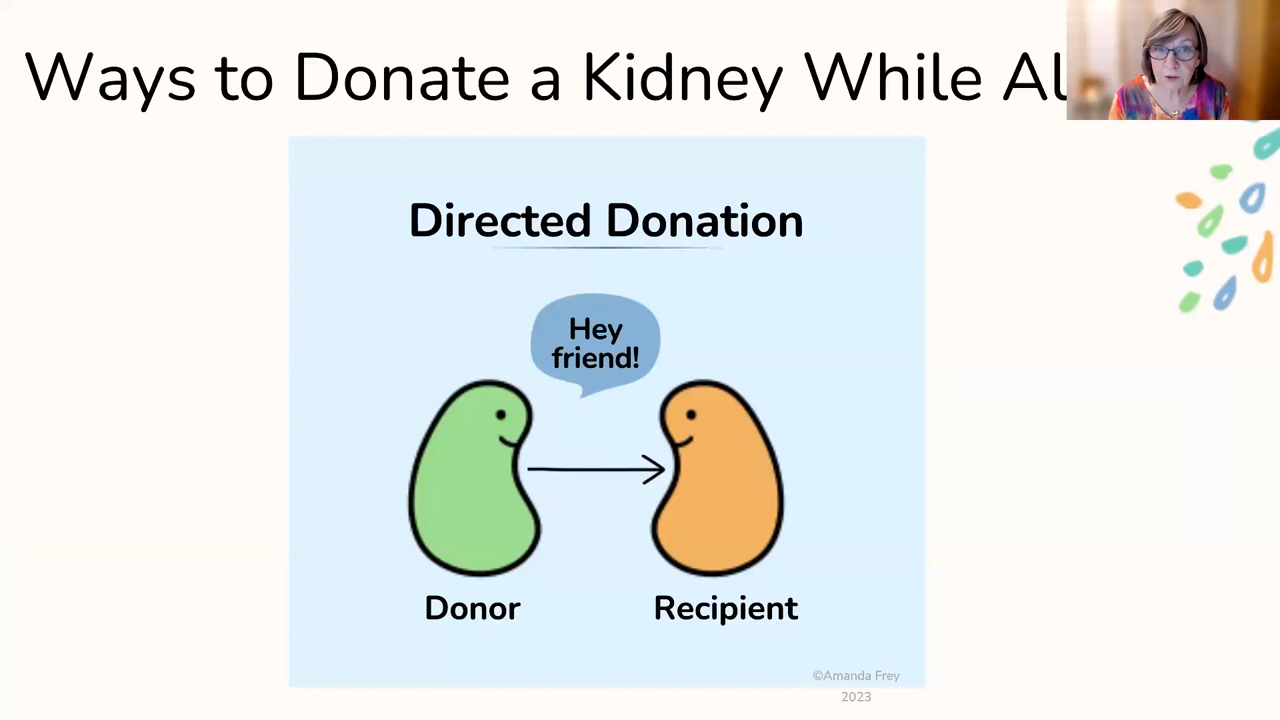 Ways to Donate a Kidney While Al
Directed Donation
Hey
friend!
Donor
Recipient
©Amanda Frey
2023